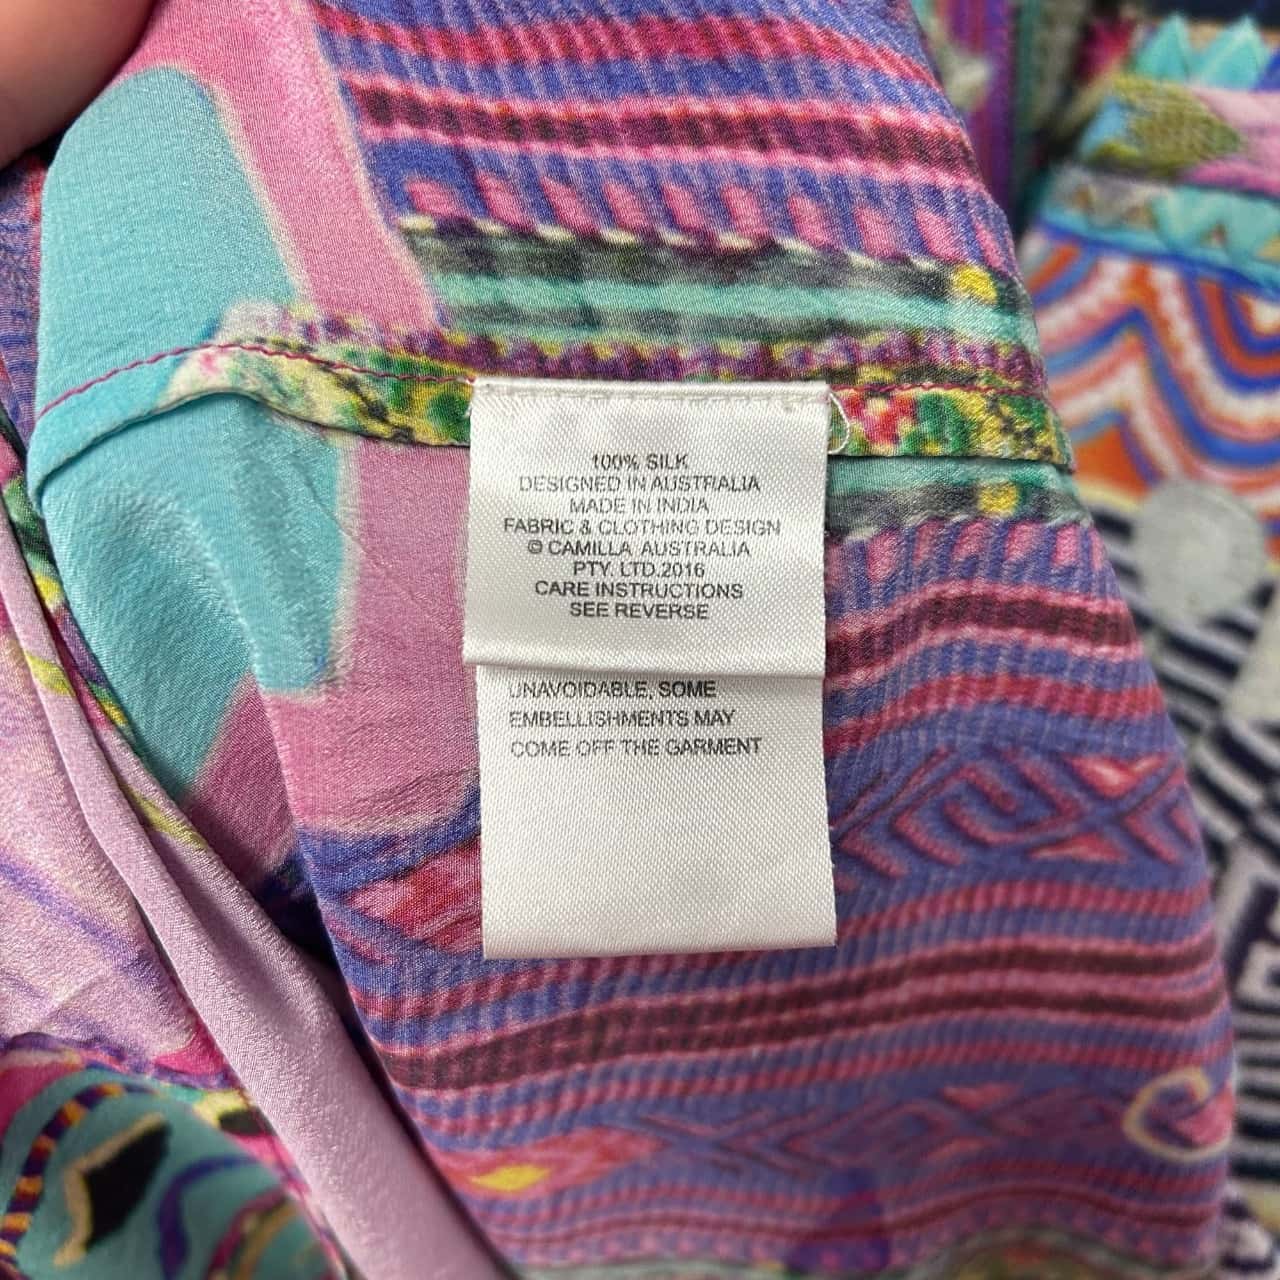 100% SILK
DESIGNED IN AUSTRALIA
MADE IN INDIA
FABRIC & CLOTHING DESIGN
© CAMILLA AUSTRALIA
PTY. LTD.2016
CARE INSTRUCTIONS
SEE REVERSE
UNAVOIDABLE, SOME
EMBELLISHMENTS MAY
COME OFF THE GARMENT